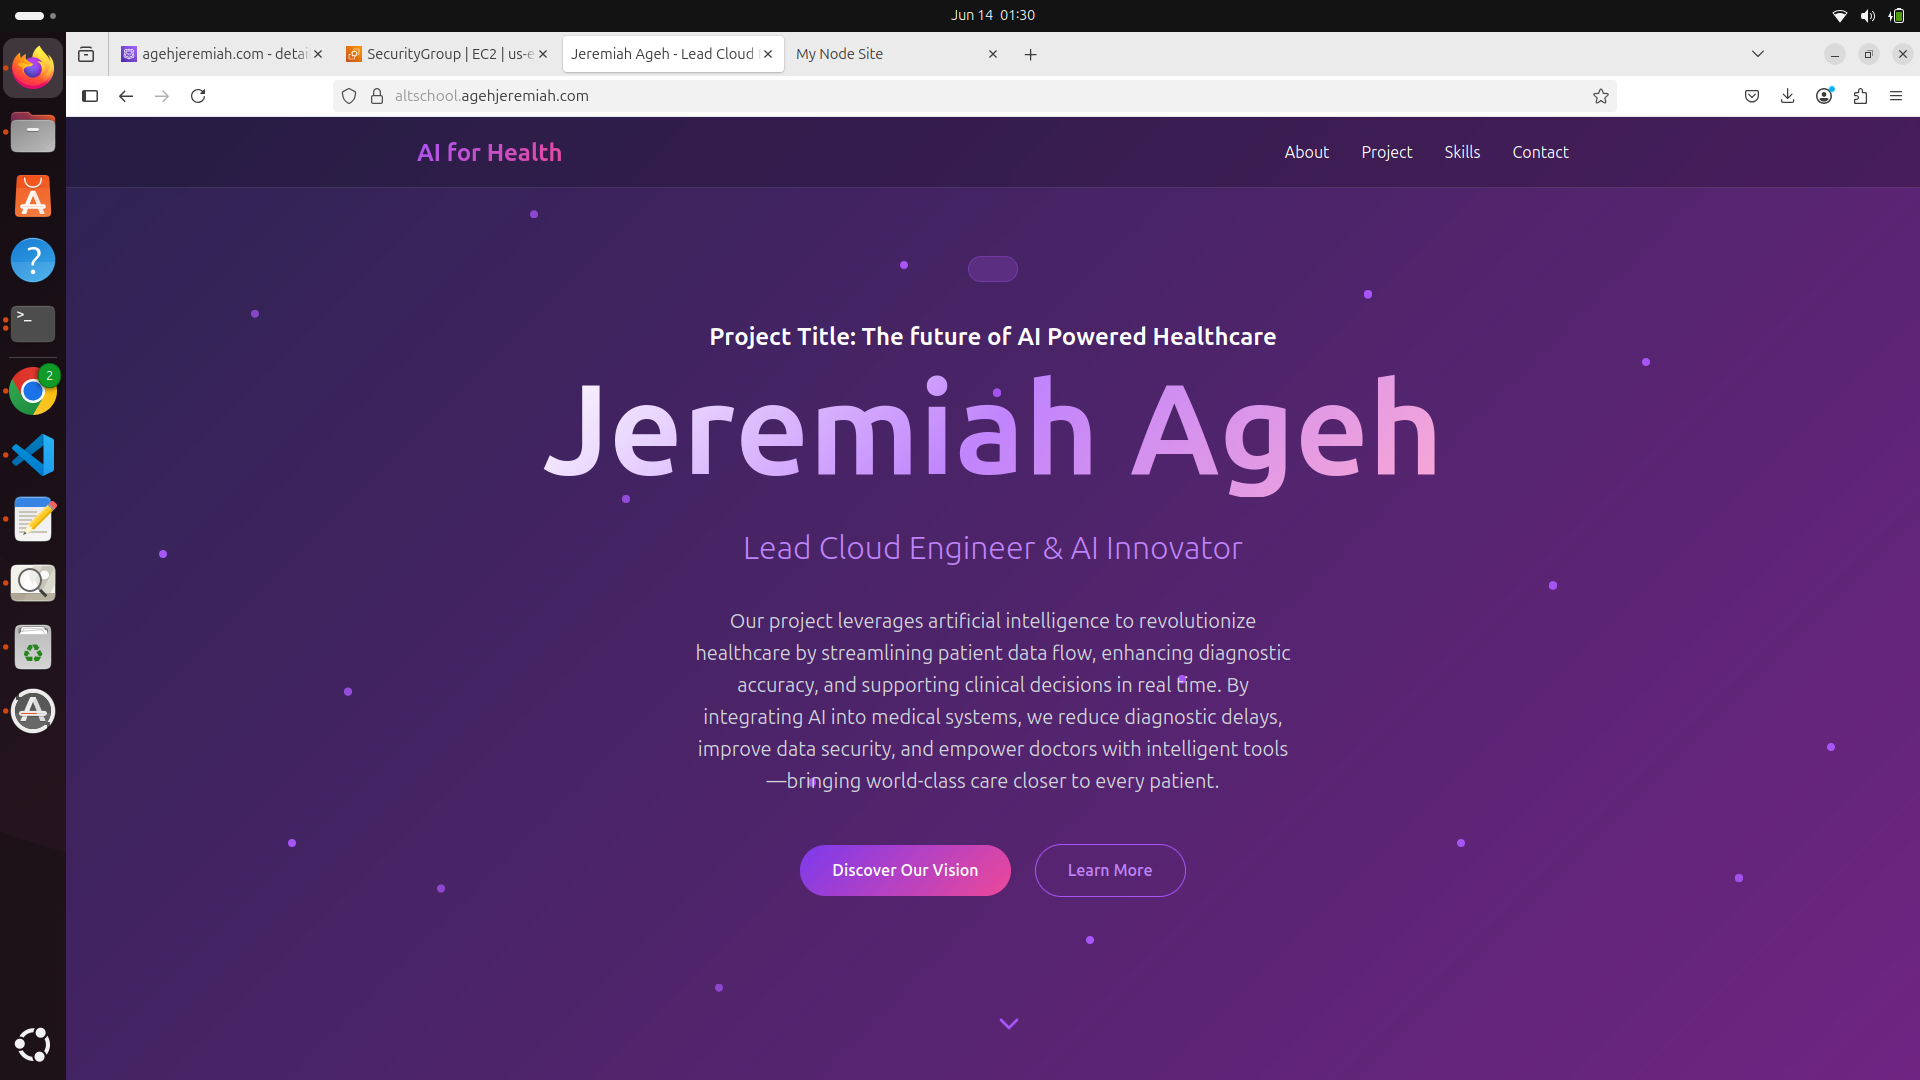 Jun 14 01:30
agehjeremiah.com - detai
SecurityGroup | EC2 | us-e
Jeremiah Ageh - Lead Cloud
My Node Site
altschool.agehjeremiah.com
AI for Health
About
Project
Skills
Contact
2
Project Title: The future of AI Powered Healthcare
Jeremiah Ageh
Lead Cloud Engineer & AI Innovator
Our project leverages artificial intelligence to revolutionize
healthcare by streamlining patient data flow, enhancing diagnostic
accuracy, and supporting clinical decisions in real time. By
integrating AI into medical systems, we reduce diagnostic delays,
improve data security, and empower doctors with intelligent tools
—bringing world-class care closer to every patient.
Discover Our Vision
Learn More